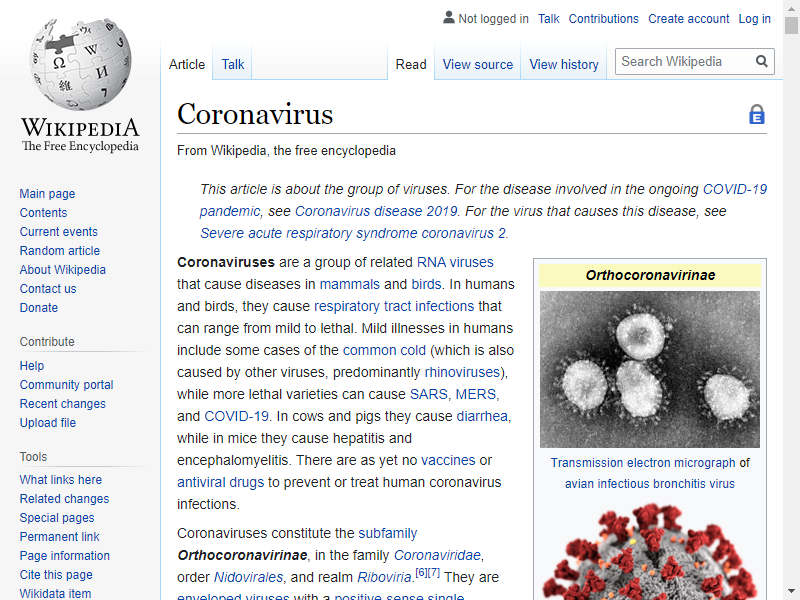 Not logged in Talk Contributions Create account Log in
Article Talk Read View source View history Search Wikipedia
WIKIPEDIA
The Free Encyclopedia
Main page
Contents
Current events
Random article
About Wikipedia
Contact us
Donate
Contribute
Help
Community portal
Recent changes
Upload file
Tools
What links here
Related changes
Special pages
Permanent link
Page information
Cite this page
Wikidata item
Coronavirus
E
From Wikipedia, the free encyclopedia
This article is about the group of viruses. For the disease involved in the ongoing COVID-19
pandemic, see Coronavirus disease 2019. For the virus that causes this disease, see
Severe acute respiratory syndrome coronavirus 2.
Coronaviruses are a group of related RNA viruses
that cause diseases in mammals and birds. In humans
and birds, they cause respiratory tract infections that
can range from mild to lethal. Mild illnesses in humans
include some cases of the common cold (which is also
caused by other viruses, predominantly rhinoviruses),
while more lethal varieties can cause SARS, MERS,
and COVID-19. In cows and pigs they cause diarrhea,
while in mice they cause hepatitis and
encephalomyelitis. There are as yet no vaccines or
antiviral drugs to prevent or treat human coronavirus
infections.
Coronaviruses constitute the subfamily
Orthocoronavirinae, in the family Coronaviridae,
order Nidovirales, and realm Riboviria.[6][7] They are
enveloped viruses with a positive-sense single-
Orthocoronavirinae
Transmission electron micrograph of
avian infectious bronchitis virus